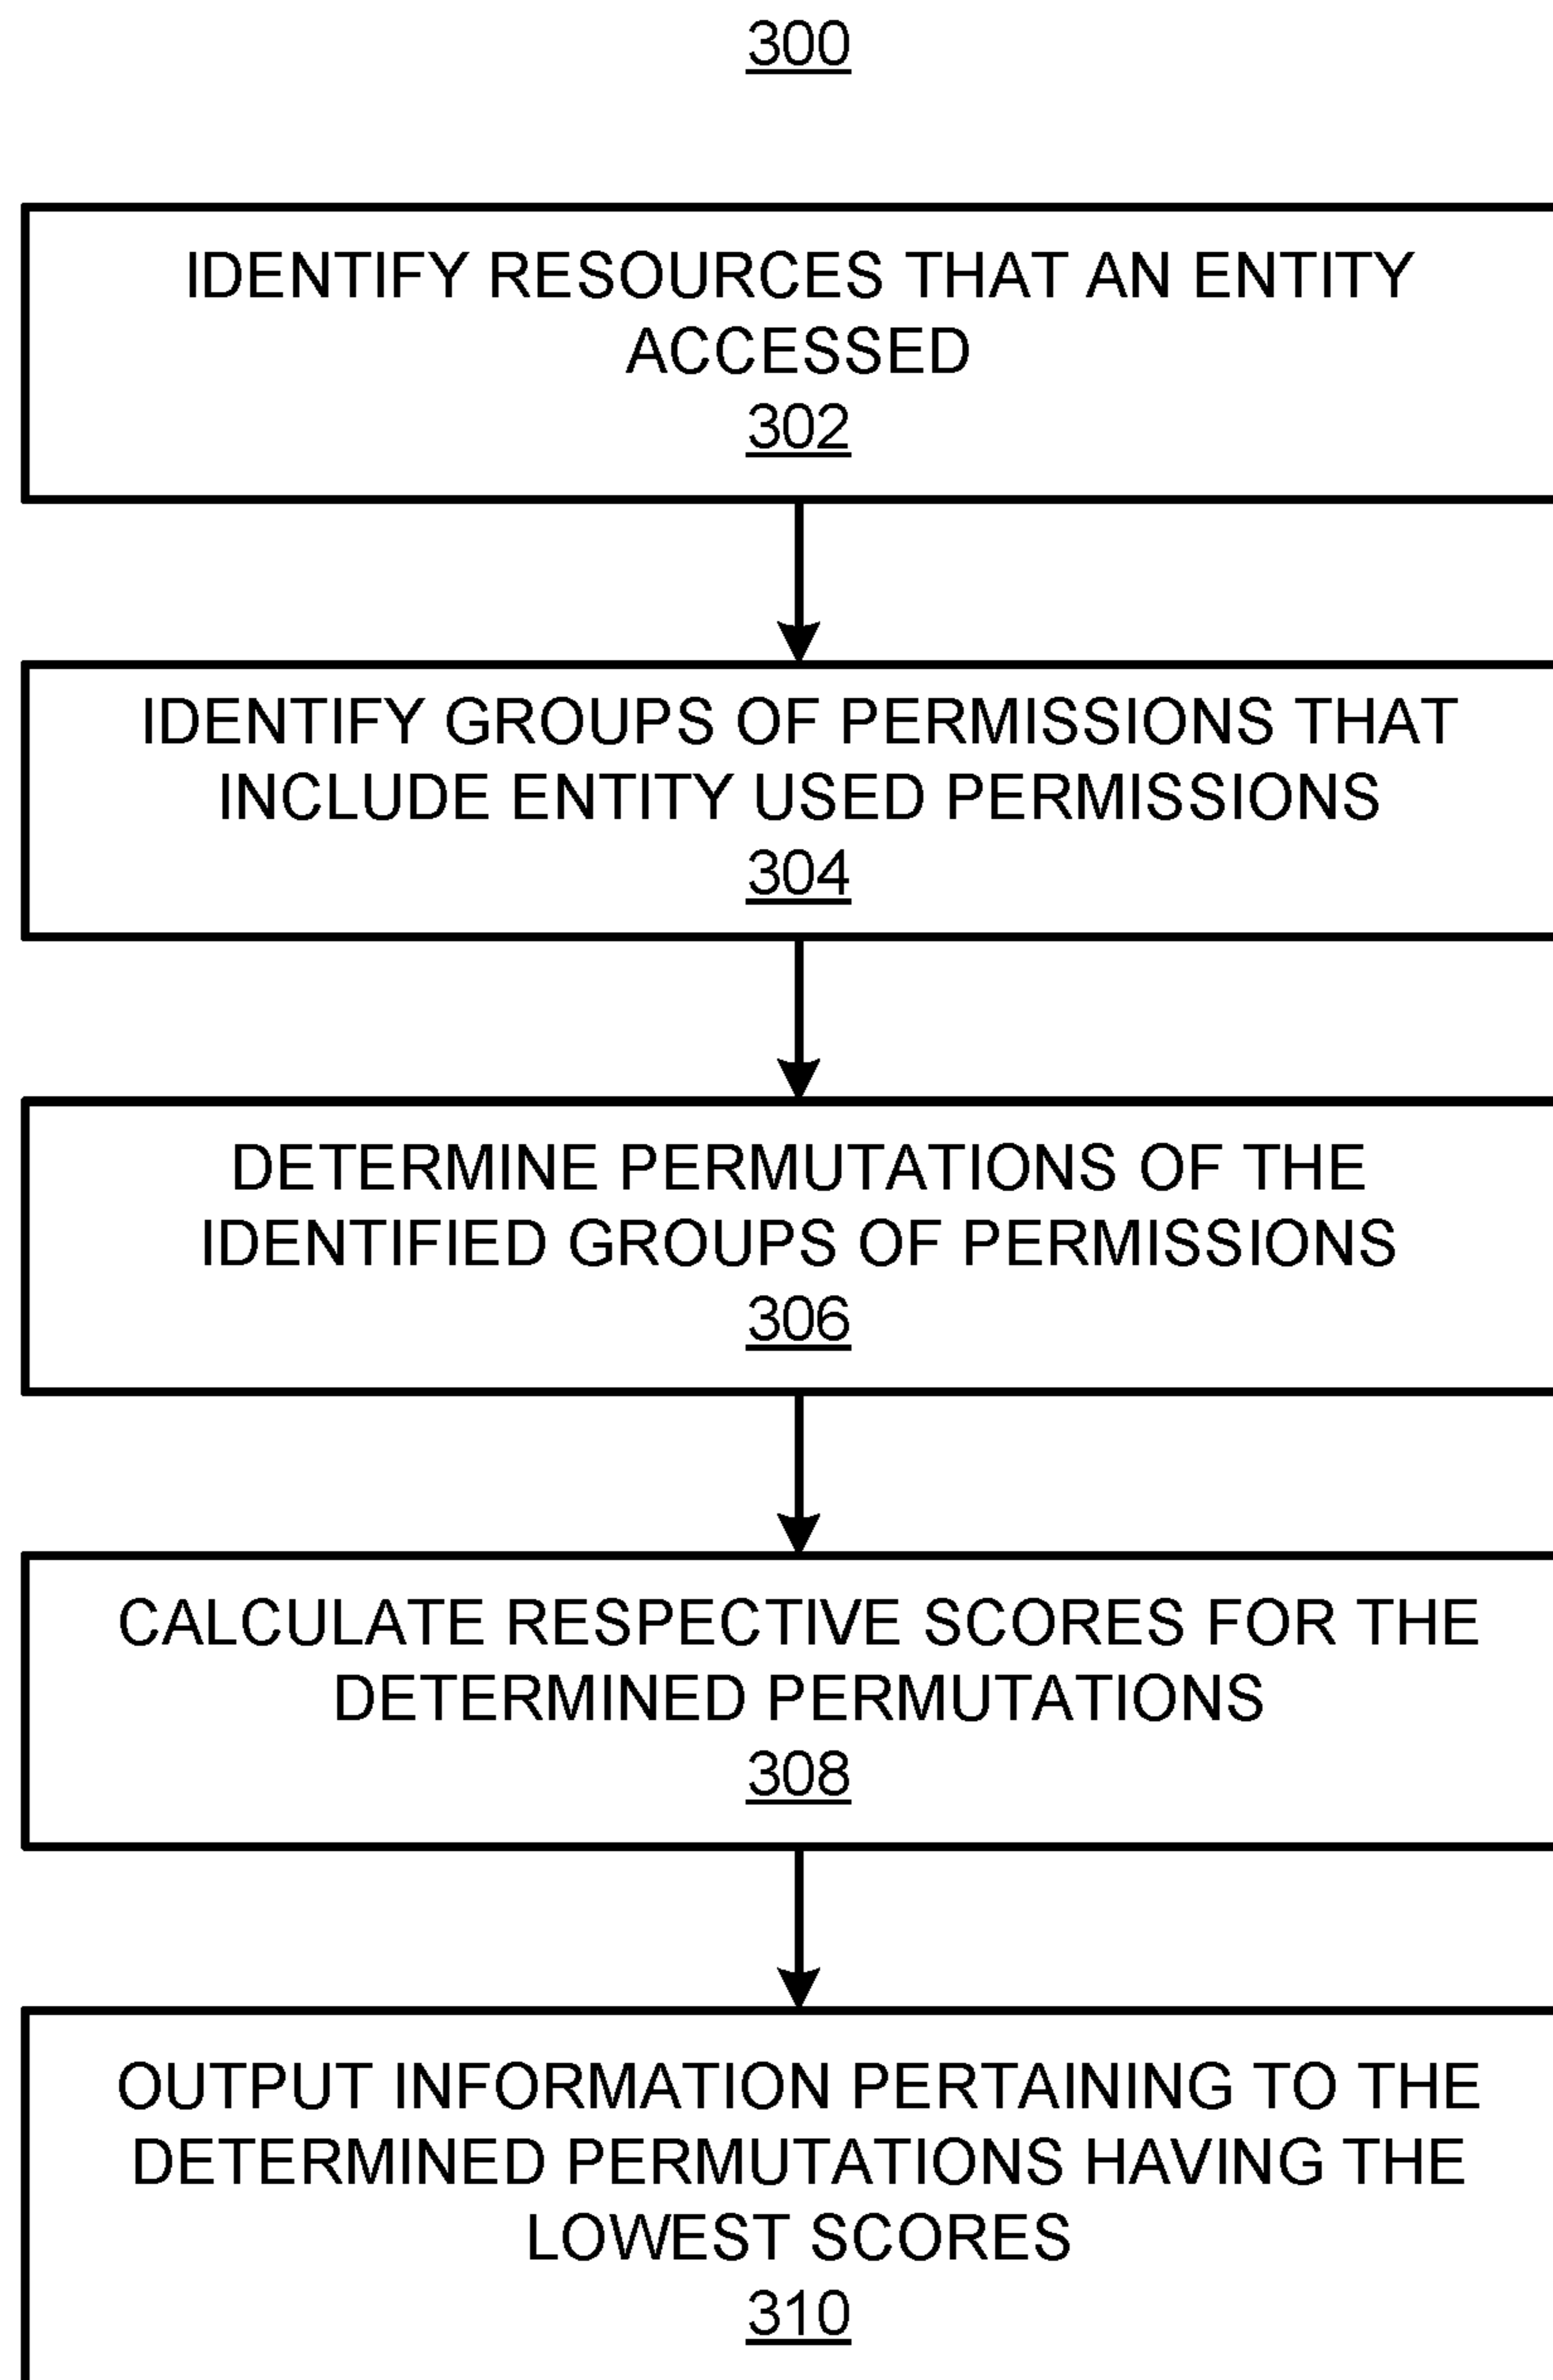 300
IDENTIFY RESOURCES THAT AN ENTITY
ACCESSED
302
IDENTIFY GROUPS OF PERMISSIONS THAT
INCLUDE ENTITY USED PERMISSIONS
304
DETERMINE PERMUTATIONS OF THE
IDENTIFIED GROUPS OF PERMISSIONS
306
CALCULATE RESPECTIVE SCORES FOR THE
DETERMINED PERMUTATIONS
308
OUTPUT INFORMATION PERTAINING TO THE
DETERMINED PERMUTATIONS HAVING THE
LOWEST SCORES
310